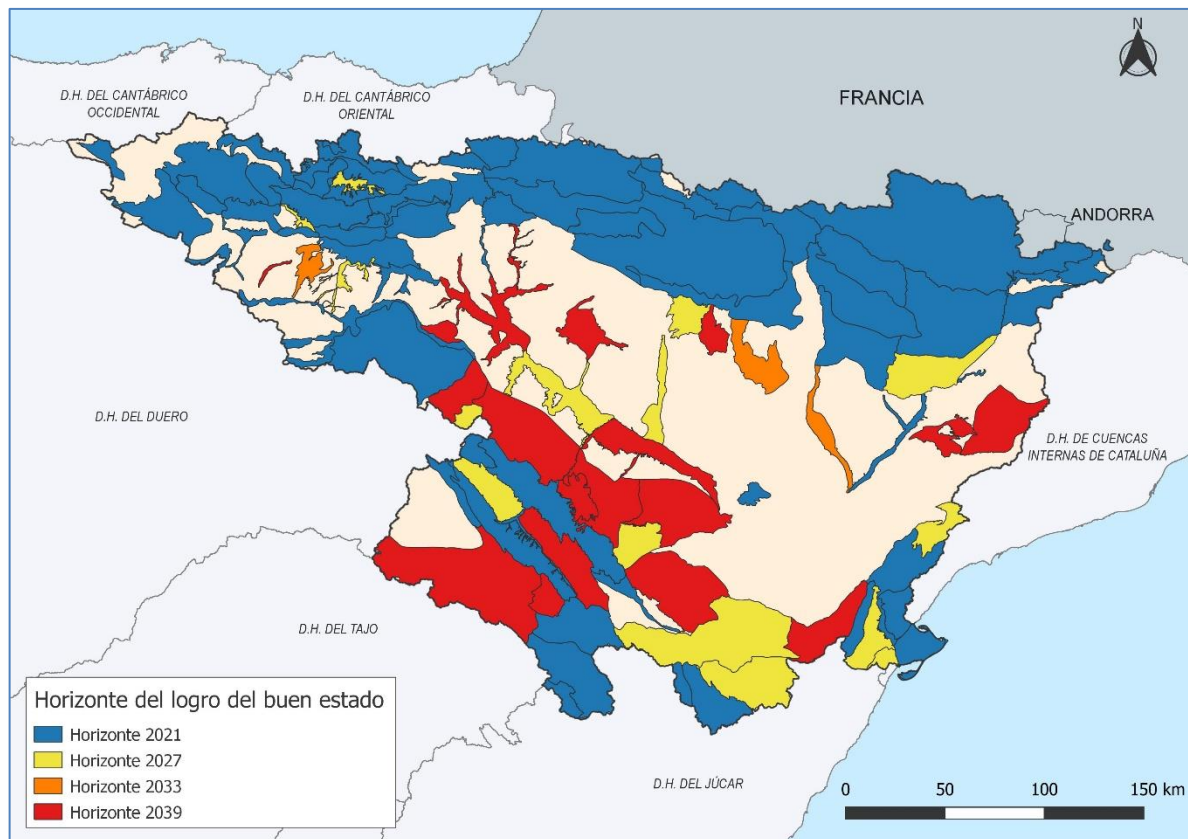 N
D.H. DEL CANTÁBRICO
OCCIDENTAL
D.H. DEL CANTÁBRICO
ORIENTAL
FRANCIA
ANDORRA
D.H. DEL DUERO
D.H. DE CUENCAS
INTERNAS DE CATALUÑA
D.H. DEL TAJO
D.H. DEL JÚCAR
Horizonte del logro del buen estado
Horizonte 2021
Horizonte 2027
Horizonte 2033
Horizonte 2039
0 50 100 150 km